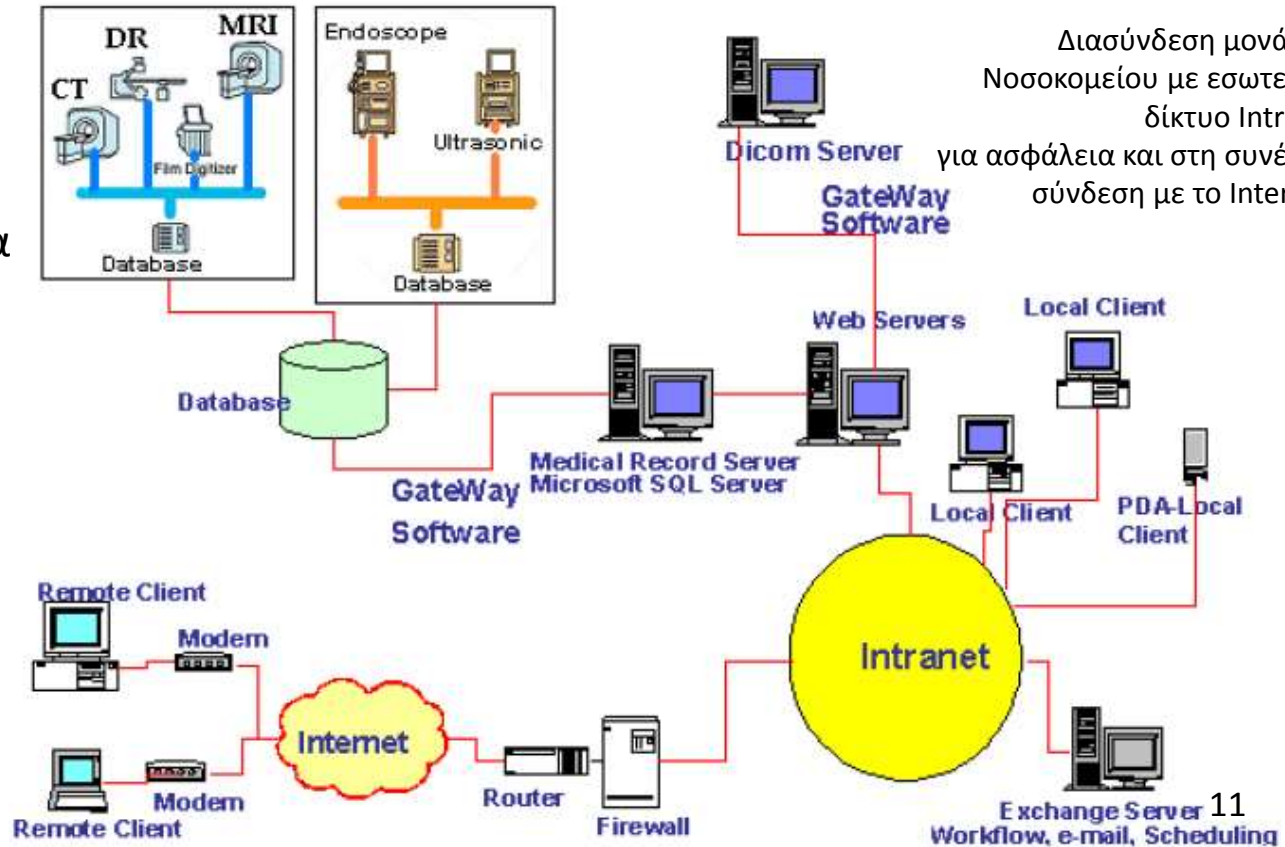 MRI
DR
CT
Film Digitizer
Database
Endoscope
Ultrasonic
Database
Dicom Server
GateWay
Software
Διασύνδεση μονά
Νοσοκομείου με εσωτε
δίκτυο Intr
για ασφάλεια και στη συνέ
σύνδεση με το Inter
α
Web Servers
Local Client
Database
Medical Record Server
Microsoft SQL Server
GateWay
Software
Local Client
PDA-Local
Client
Remote Client
Modem
Intranet
Internet
Modem
Remote Client
Router
Firewall
Exchange Server
Workflow, e-mail, Scheduling
11